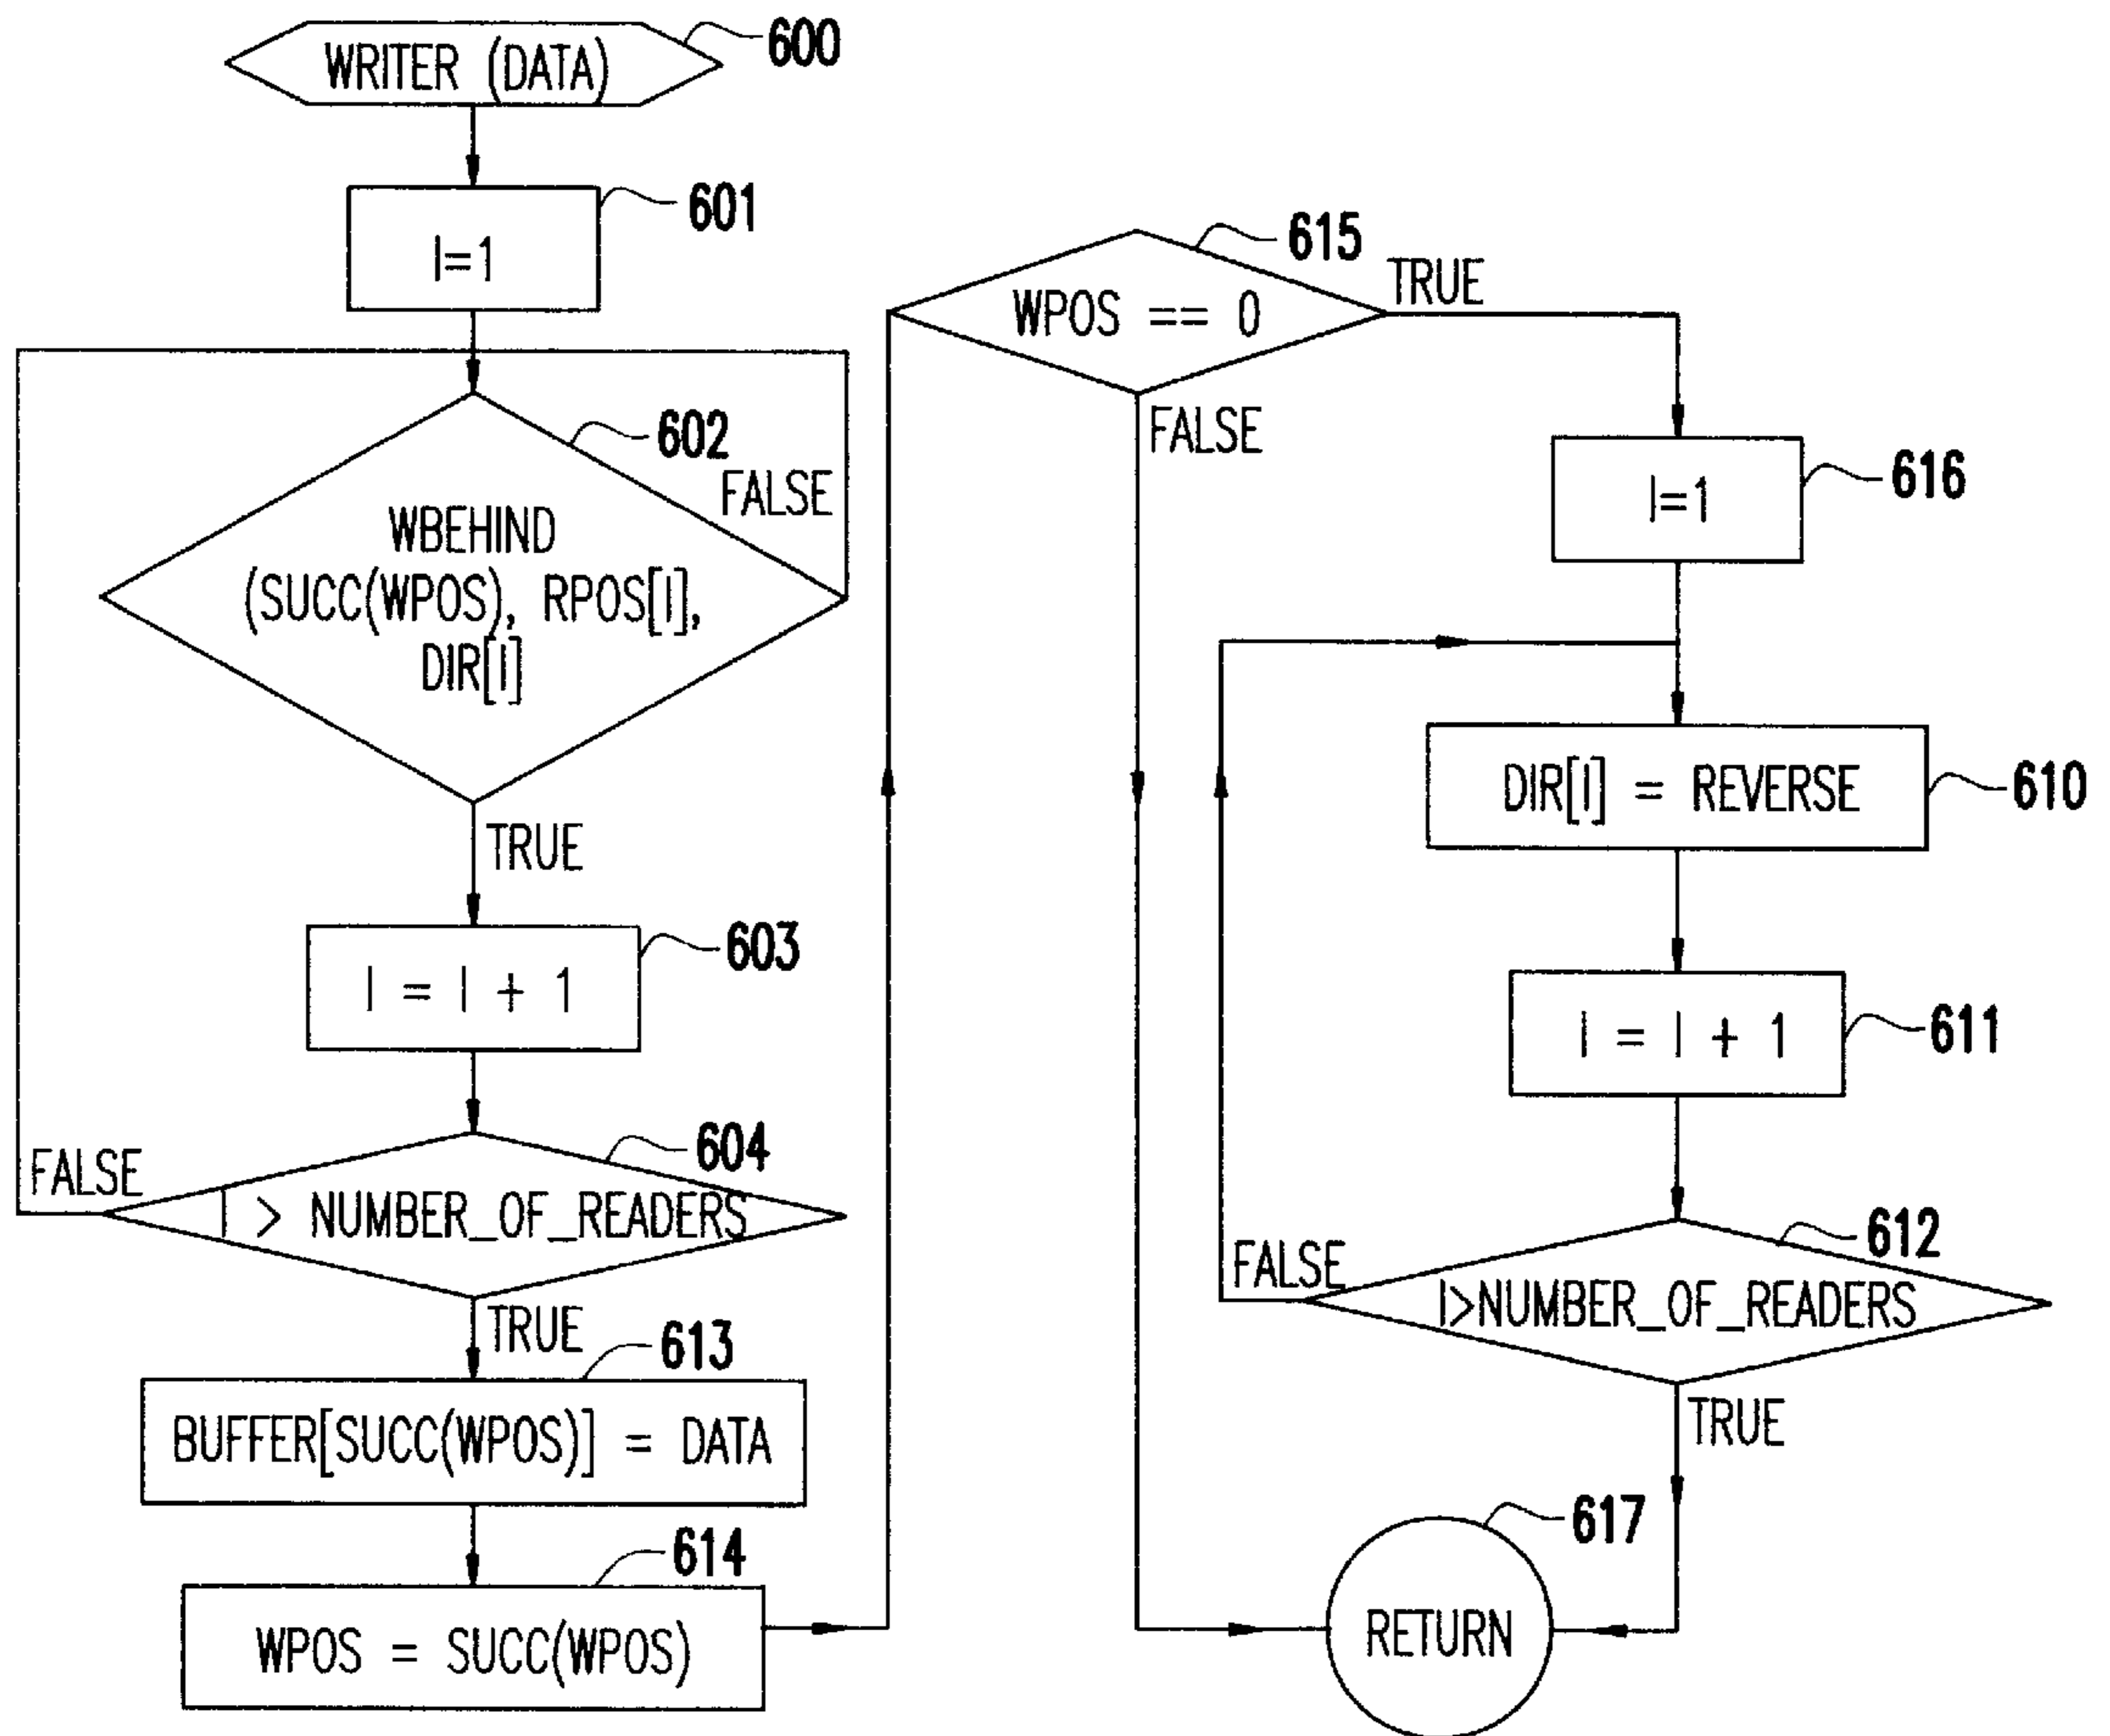 WRITER (DATA)
600
I=1
601
602
FALSE
WBEHIND
(SUCC(WPOS), RPOS[I],
DIR[I]
TRUE
I = I + 1
603
604
FALSE
I > NUMBER_OF_READERS
TRUE
613
BUFFER[SUCC(WPOS)] = DATA
614
WPOS = SUCC(WPOS)
615
WPOS == 0
TRUE
FALSE
I=1
616
DIR[I] = REVERSE
610
I = I + 1
611
612
FALSE
I>NUMBER_OF_READERS
TRUE
617
RETURN